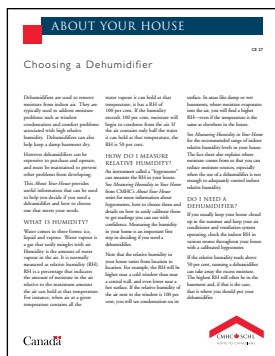 ABOUT YOUR HOUSE
CE 27
Choosing a Dehumidifier
Dehumidifiers are used to remove
moisture from indoor air. They are
typically used to address moisture
problems such as window
condensation and comfort problems
associated with high relative
humidity. Dehumidifiers can also
help keep a damp basement dry.
However dehumidifiers can be
expensive to purchase and operate,
and must be maintained to prevent
other problems from developing.
This About Your House provides
useful information that can be used
to help you decide if you need a
dehumidifier and how to choose
one that meets your needs.
WHAT IS HUMIDITY?
Water comes in three forms: ice,
liquid and vapour. Water vapour is
a gas that easily mingles with air.
Humidity is the amount of water
vapour in the air. It is normally
measured as relative humidity (RH).
RH is a percentage that indicates
the amount of moisture in the air
relative to the maximum amount
the air can hold at that temperature.
For instance, when air at a given
temperature contains all the
water vapour it can hold at that
temperature, it has a RH of
100 per cent. If the humidity
exceeds 100 per cent, moisture will
begin to condense from the air. If
the air contains only half the water
it can hold at that temperature, the
RH is 50 per cent.
HOW DO I MEASURE
RELATIVE HUMIDITY?
An instrument called a "hygrometer"
can measure the RH in your house.
See Measuring Humidity in Your Home
from CMHC's About Your House
series for more information about
hygrometers, how to choose them and
details on how to easily calibrate them
to get readings you can use with
confidence. Measuring the humidity
in your house is an important first
step in deciding if you need a
dehumidifier.
Note that the relative humidity in
your house varies from location to
location. For example, the RH will be
higher near a cold window than near
a central wall, and even lower near a
hot surface. If the relative humidity of
the air next to the window is 100 per
cent, you will see condensation on its
surface. In areas like damp or wet
basements, where moisture evaporates
into the air, you will find a higher
RH—even if the temperature is the
same as elsewhere in the house.
See Measuring Humidity in Your Home
for the recommended range of indoor
relative humidity levels in your home.
The fact sheet also explains where
moisture comes from so that you can
reduce moisture sources, especially
when the use of a dehumidifier is not
enough to adequately control indoor
relative humidity.
DO I NEED A
DEHUMIDIFIER?
If you usually keep your house closed
up in the summer and keep your air
conditioner and ventilation system
operating, check the indoor RH in
various rooms throughout your house
with a calibrated hygrometer.
If the relative humidity reads above
50 per cent, running a dehumidifier
can take away the excess moisture.
The highest RH will often be in the
basement and, if that is the case,
that is where you should put your
dehumidifier.
Canada
CMHC SCHL
HOME TO CANADIANS